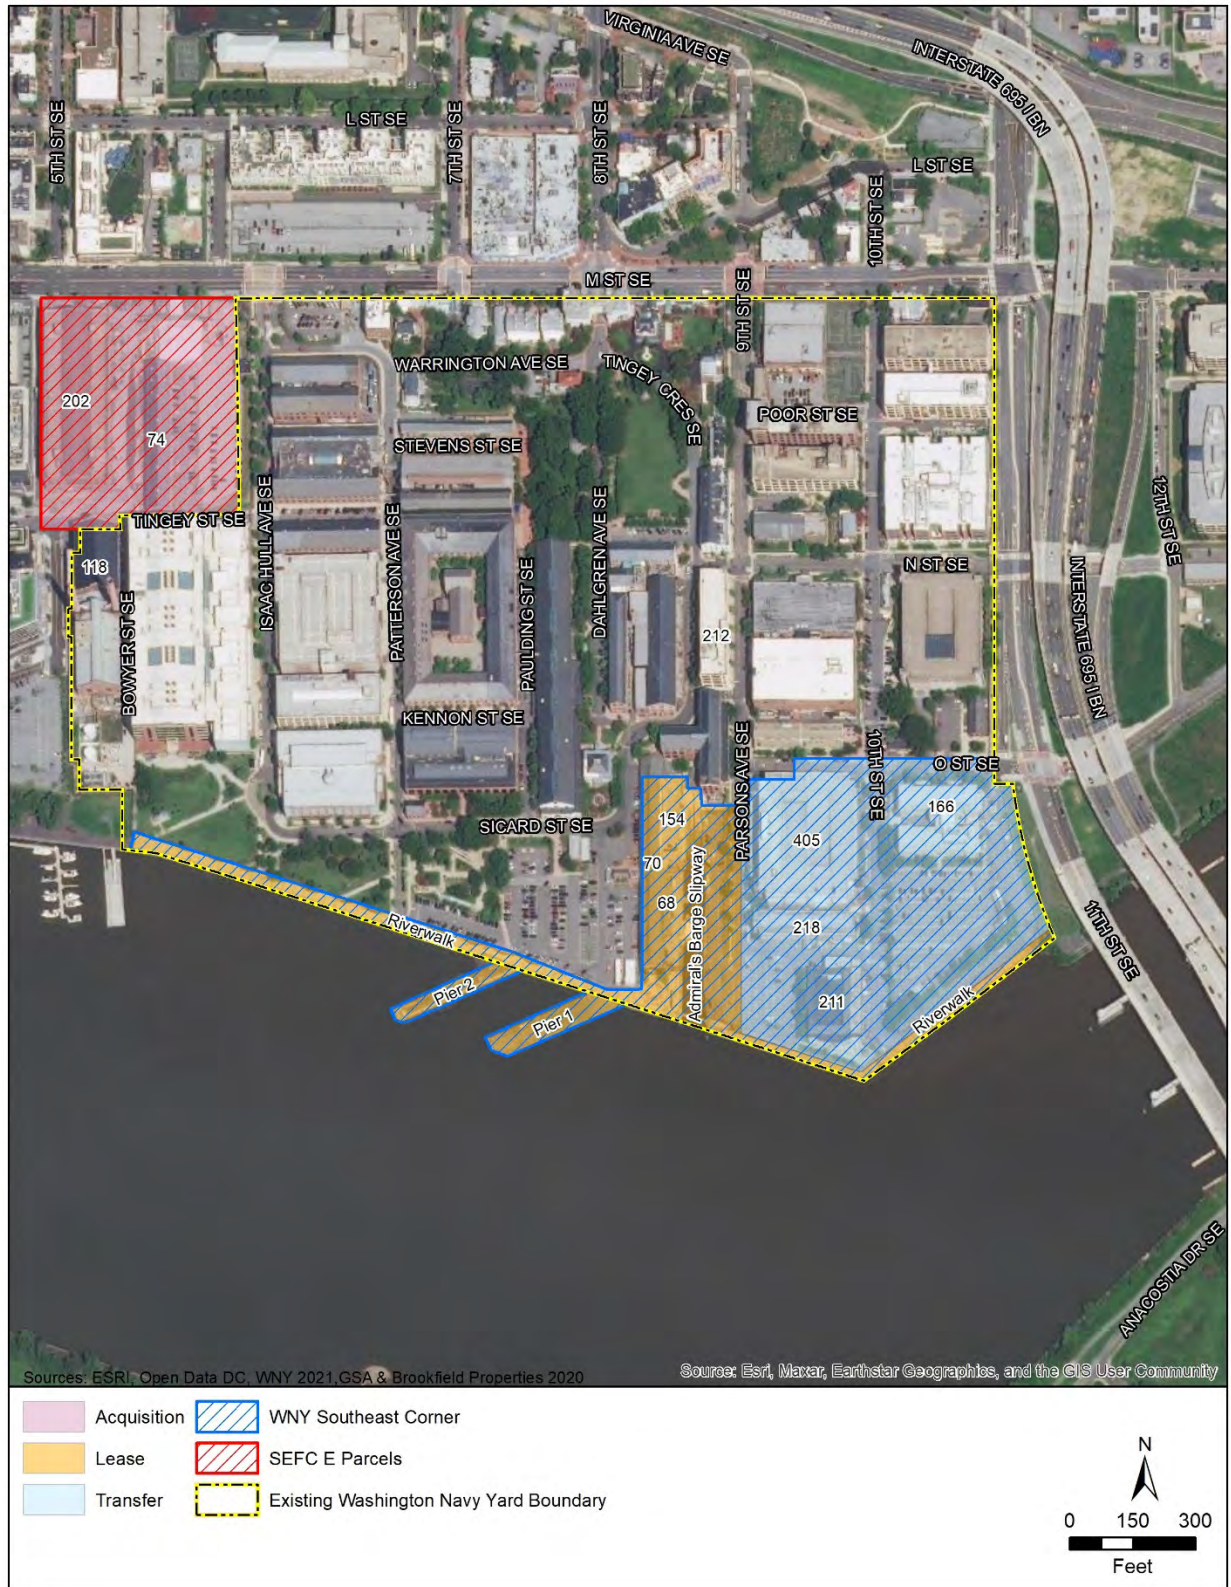 VIRGINIA AVE SE
INTERSTATE 695 I BN
5TH ST SE
L ST SE
7TH ST SE
8TH ST SE
L ST SE
10TH ST SE
M ST SE
9TH ST SE
WARRINGTON AVE SE
TINGEY CRES SE
202
74
POOR ST SE
STEVENS ST SE
TINGEY ST SE
ISAAC HULL AVE SE
PATTERSON AVE SE
PAULDING ST SE
DAHLGREN AVE SE
12TH ST SE
118
N ST SE
INTERSTATE 695 I BN
BOWYER ST SE
212
KENNON ST SE
PARSONS AVE SE
10TH ST SE
O ST SE
SICARD ST SE
154
166
405
70
68
Admiral's Barge Slipway
218
211
Riverwalk
Riverwalk
Pier 2
Pier 1
11TH ST SE
ANACOSTIA DR SE
Sources: ESRI, Open Data DC, WNY 2021,GSA & Brookfield Properties 2020
Source: Esri, Maxar, Earthstar Geographics, and the GIS User Community
Acquisition
WNY Southeast Corner
Lease
SEFC E Parcels
Transfer
Existing Washington Navy Yard Boundary
N
0 150 300
Feet